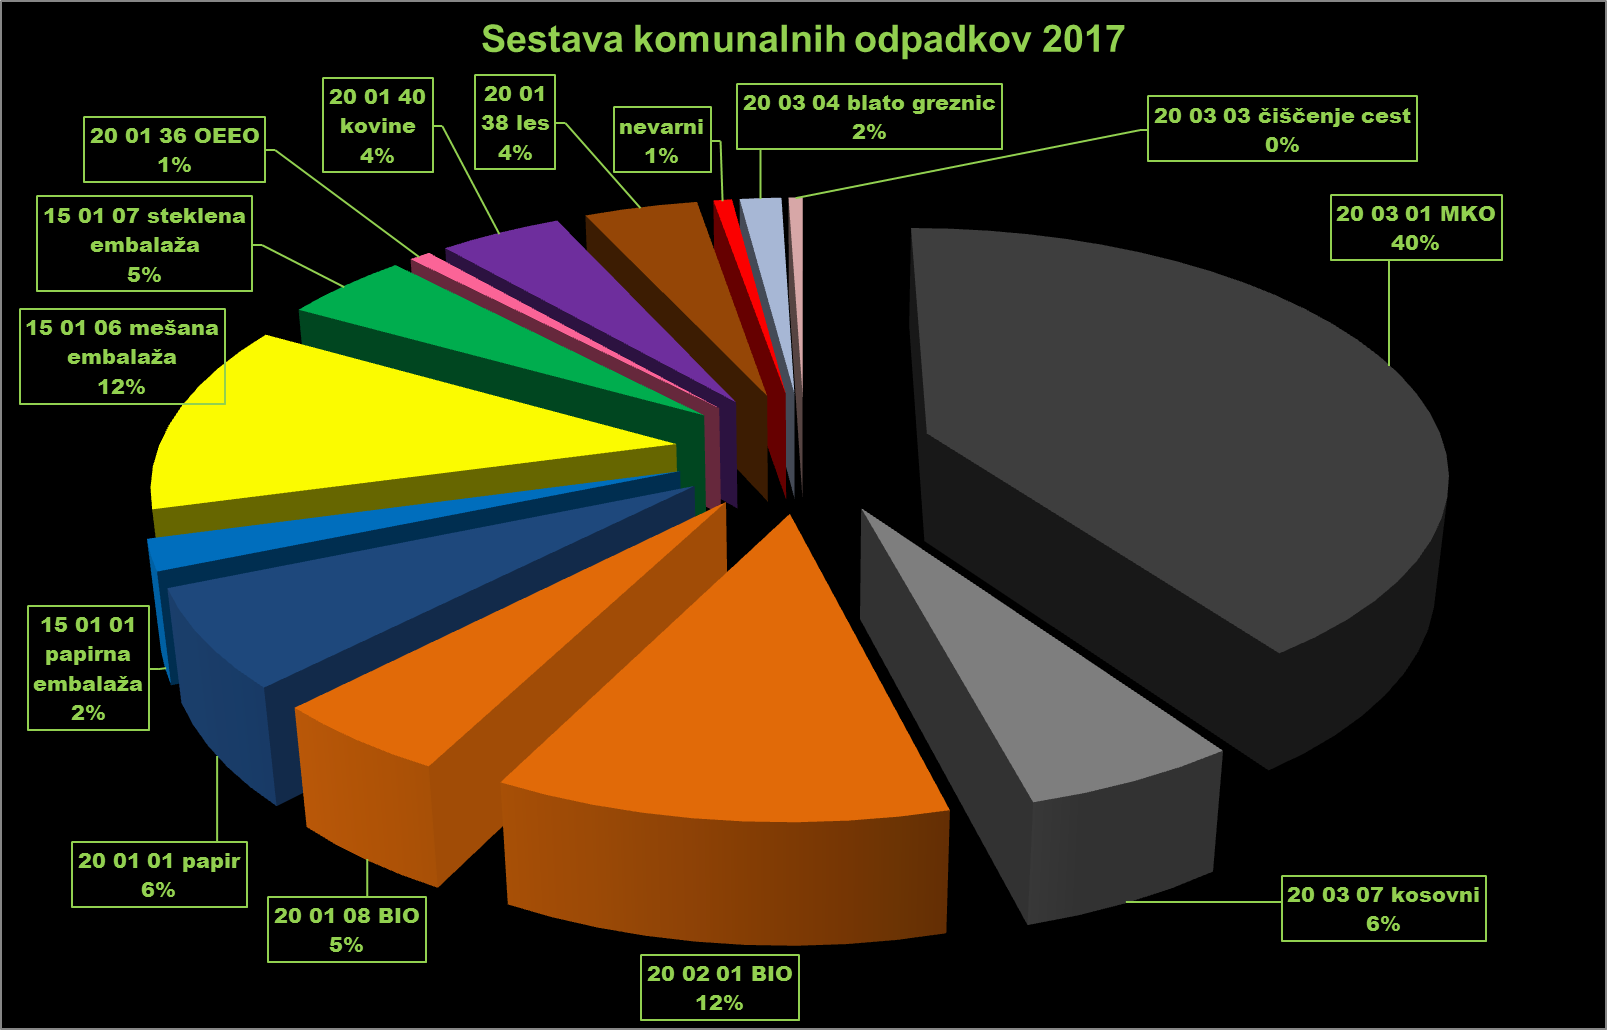 Sestava komunalnih odpadkov 2017
20 01 40
kovine
4%
20 01
38 les
4%
nevarni
1%
20 03 04 blato greznic
2%
20 03 03 čiščenje cest
0%
20 01 36 OEEO
1%
15 01 07 steklena
embalaža
5%
20 03 01 MKO
40%
15 01 06 mešana
embalaža
12%
15 01 01
papirna
embalaža
2%
20 01 01 papir
6%
20 01 08 BIO
5%
20 02 01 BIO
12%
20 03 07 kosovni
6%